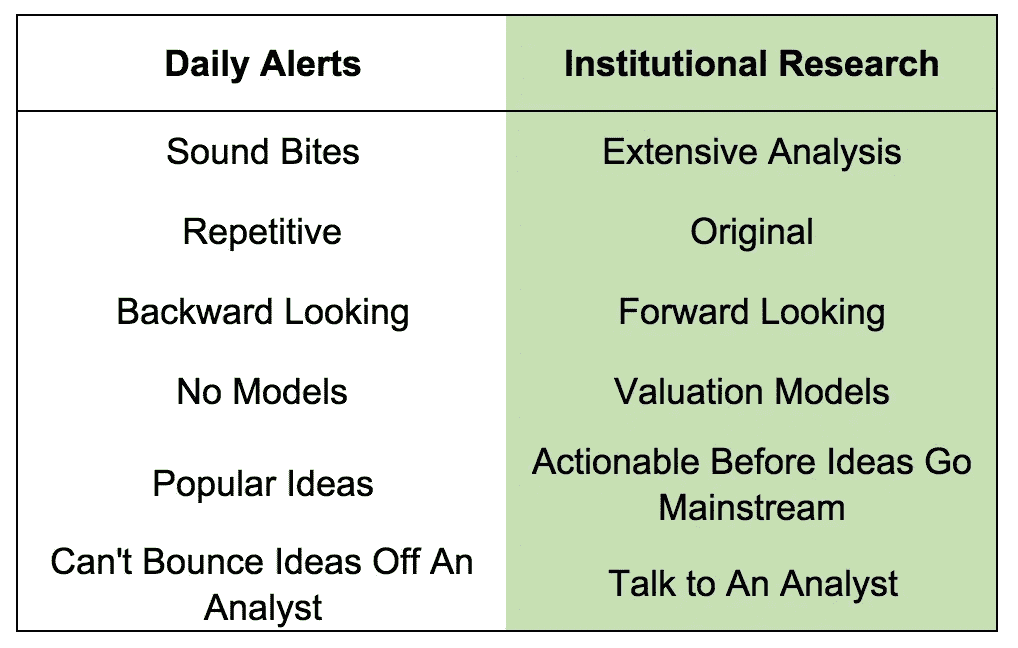 Daily Alerts
Institutional Research
Sound Bites
Extensive Analysis
Repetitive
Original
Backward Looking
Forward Looking
No Models
Valuation Models
Popular Ideas
Actionable Before Ideas Go
Mainstream
Can't Bounce Ideas Off An
Analyst
Talk to An Analyst